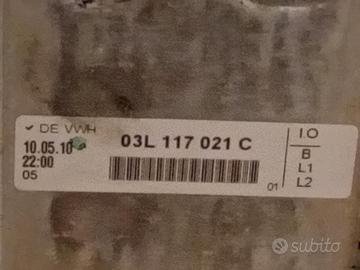 ✓ DE VWH
10.05.10
22:00
05
03L 117 021 C
01
I.O
B
L1
L2
subito